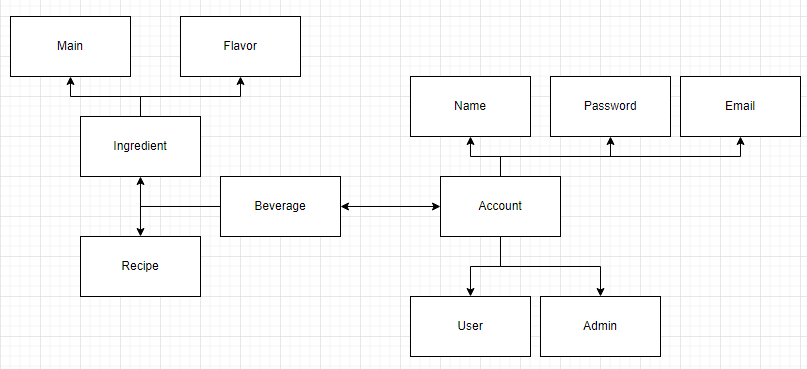 Main
Flavor
Name
Password
Email
Ingredient
Beverage
Account
Recipe
User
Admin